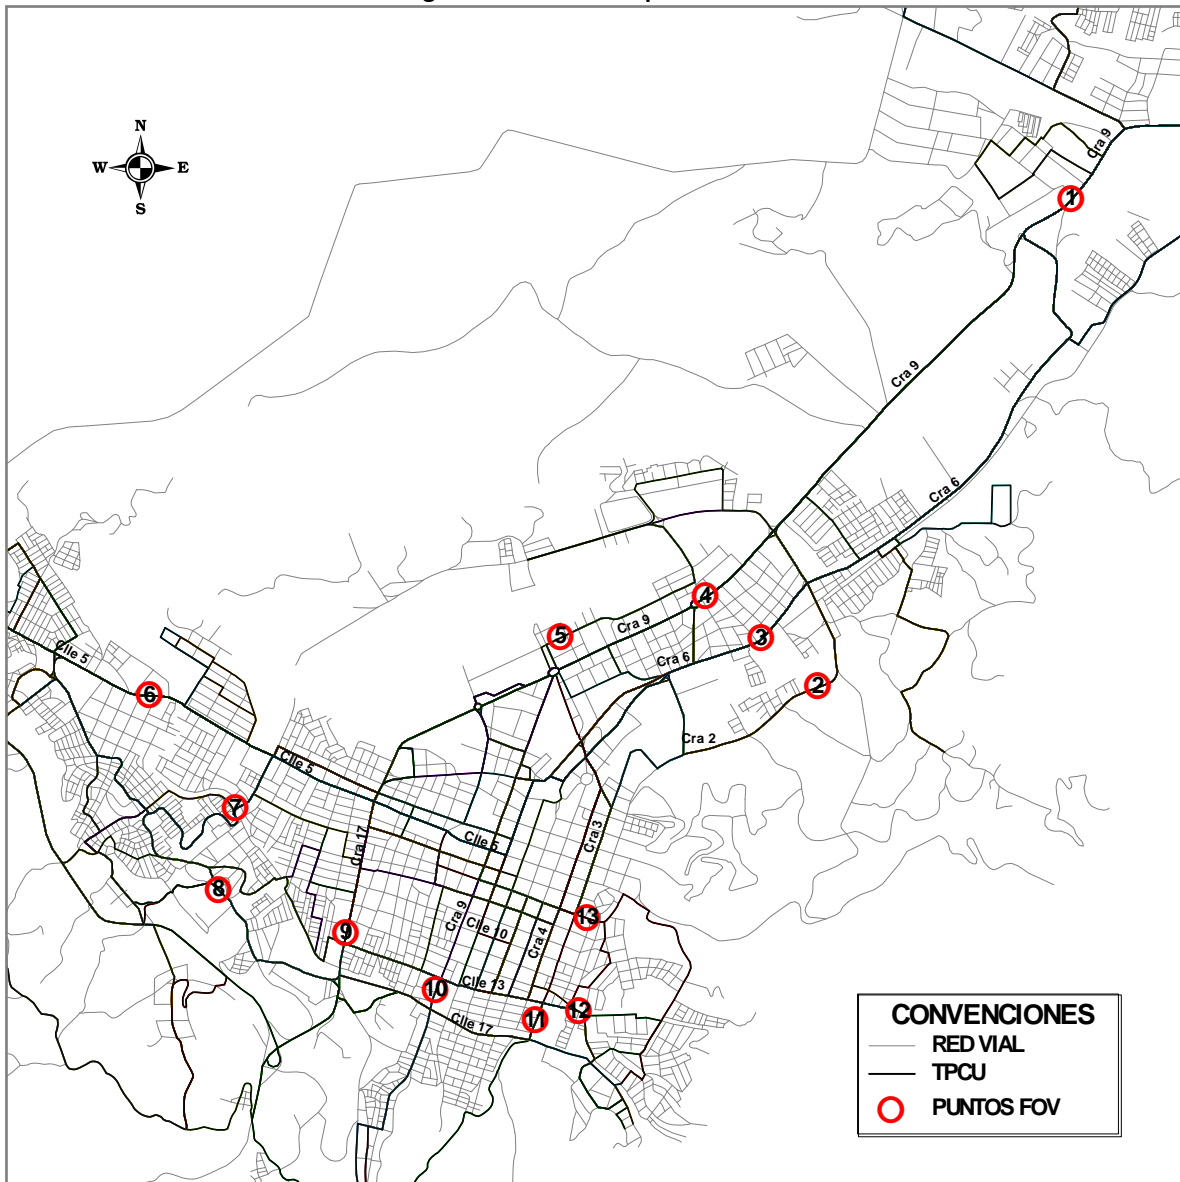 N
W E
S
Cra 9
1
Cra 9
Cra 6
4
5
Cra 9
3
Cra 6
Clle 5
2
6
Cra 2
Clle 5
7
Cra 17
Clle 5
Cra 3
8
Cra 9
Clle 10
13
9
Cra 4
10
Clle 13
11
12
Clle 17
CONVENCIONES
RED VIAL
TPCU
PUNTOS FOV